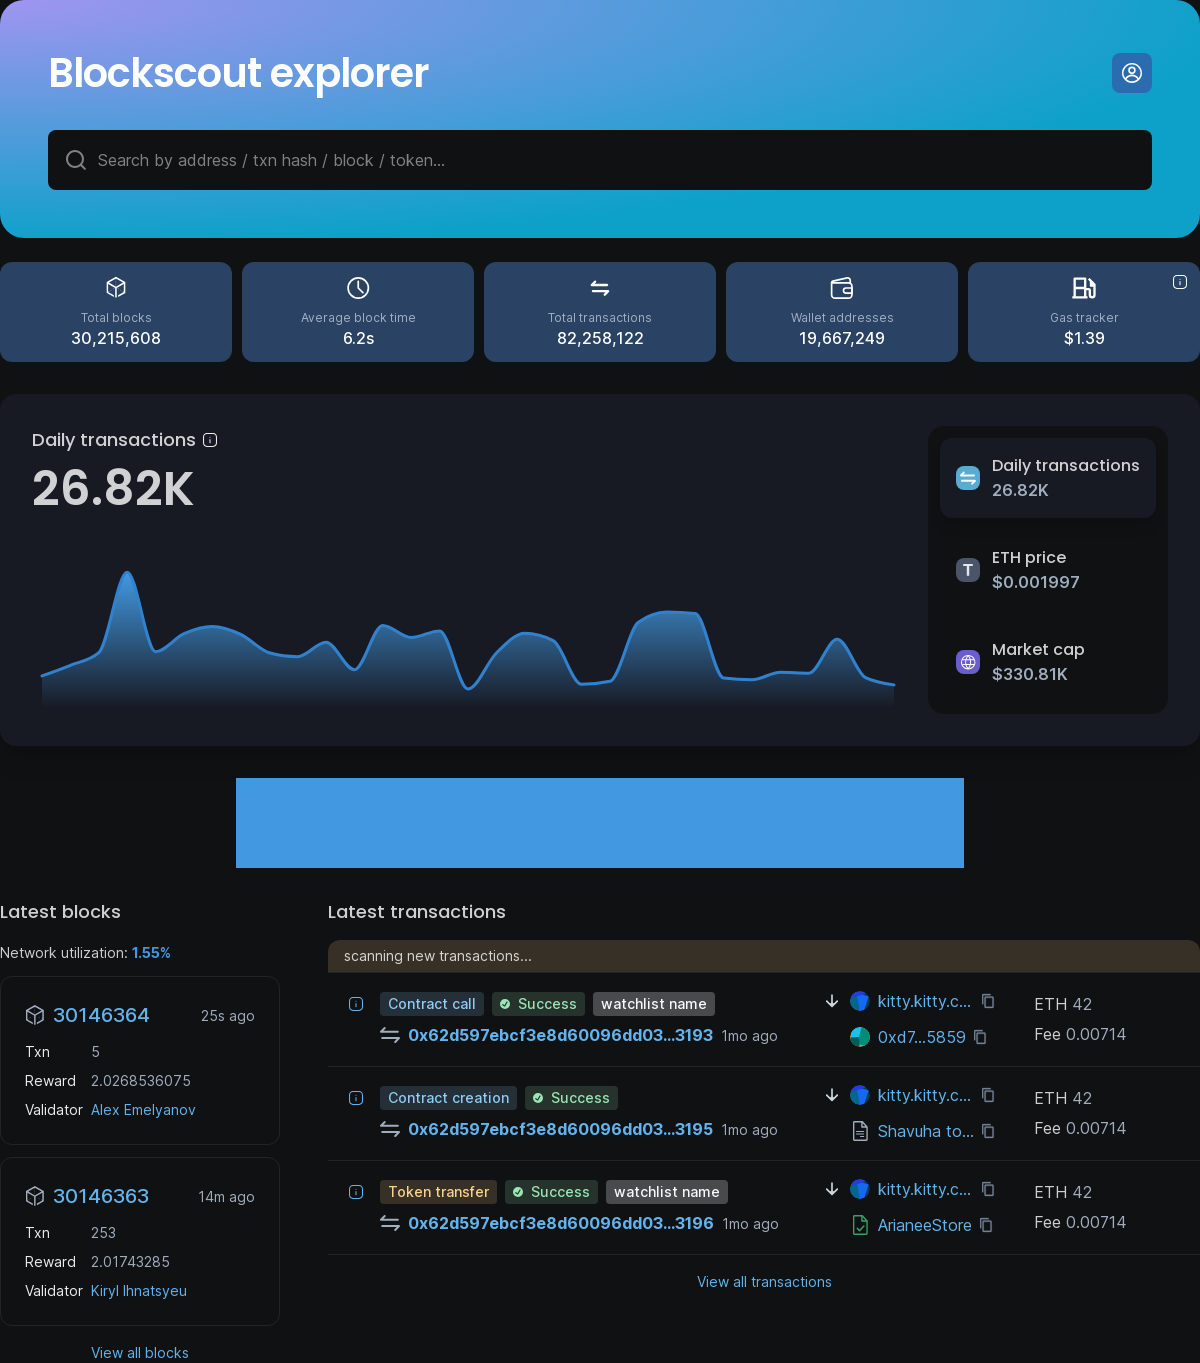 Blockscout explorer
Search by address / txn hash / block / token...
Total blocks
30,215,608
Average block time
6.2s
Total transactions
82,258,122
Wallet addresses
19,667,249
Gas tracker
$1.39
Daily transactions
26.82K
Daily transactions
26.82K
T
ETH price
$0.001997
Market cap
$330.81K
Latest blocks
Network utilization: 1.55%
30146364 25s ago
Txn 5
Reward 2.0268536075
Validator Alex Emelyanov
30146363 14m ago
Txn 253
Reward 2.01743285
Validator Kiryl Ihnatsyeu
View all blocks
Latest transactions
scanning new transactions...
Contract call Success watchlist name
0x62d597ebcf3e8d60096dd03...3193 1mo ago
kitty.kitty.c...
0xd7...5859
ETH 42
Fee 0.00714
Contract creation Success
0x62d597ebcf3e8d60096dd03...3195 1mo ago
kitty.kitty.c...
Shavuha to...
ETH 42
Fee 0.00714
Token transfer Success watchlist name
0x62d597ebcf3e8d60096dd03...3196 1mo ago
kitty.kitty.c...
ArianeeStore
ETH 42
Fee 0.00714
View all transactions